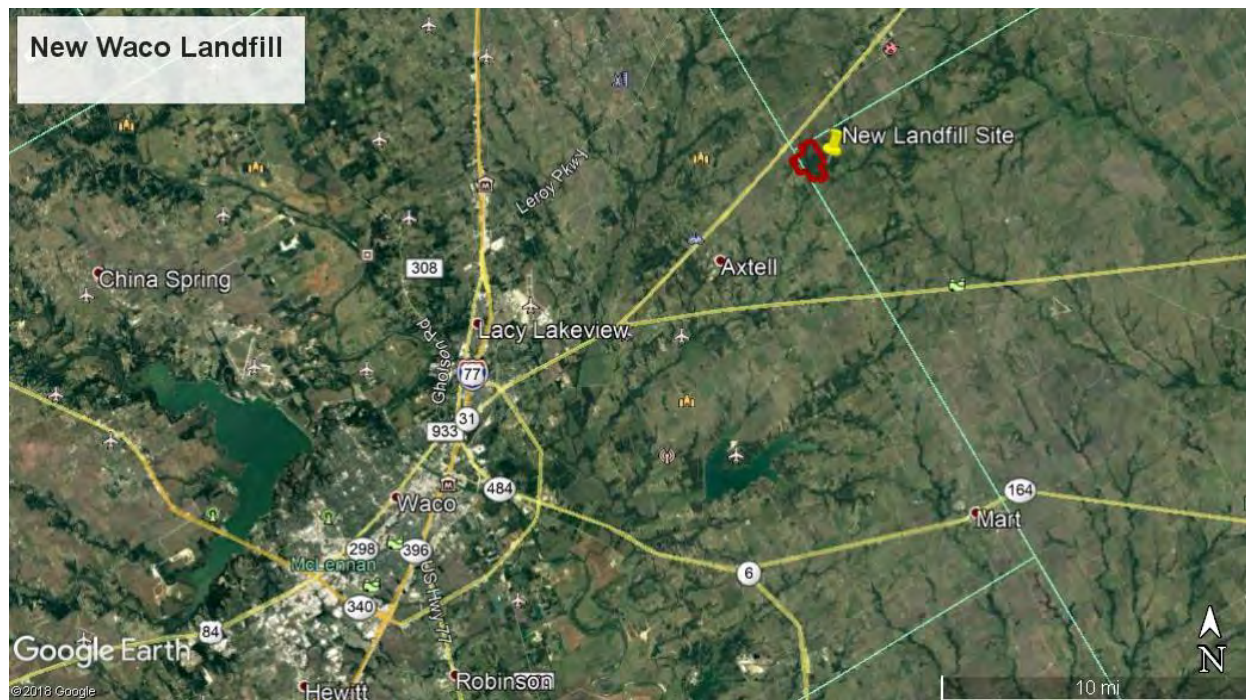 New Waco Landfill
New Landfill Site
Leroy Pkwy
308
China Spring
Axtell
Lacy Lakeview
Gholson Rd
77
31
933
484
Waco
164
Mart
298
396
McLennan
6
S Hwy 77
340
84
Google Earth
Robinson
N
©2018 Google
Hewitt
10 mi